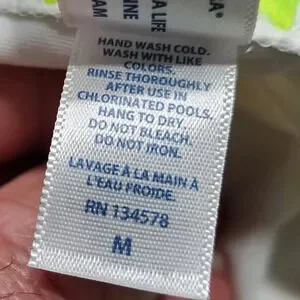 A LIFE
HAND WASH COLD.
WASH WITH LIKE
COLORS.
RINSE THOROUGHLY
AFTER USE IN
CHLORINATED POOLS.
HANG TO DRY.
DO NOT BLEACH.
DO NOT IRON.
LAVAGE À LA MAIN À
L'EAU FROIDE.
RN 134578
M